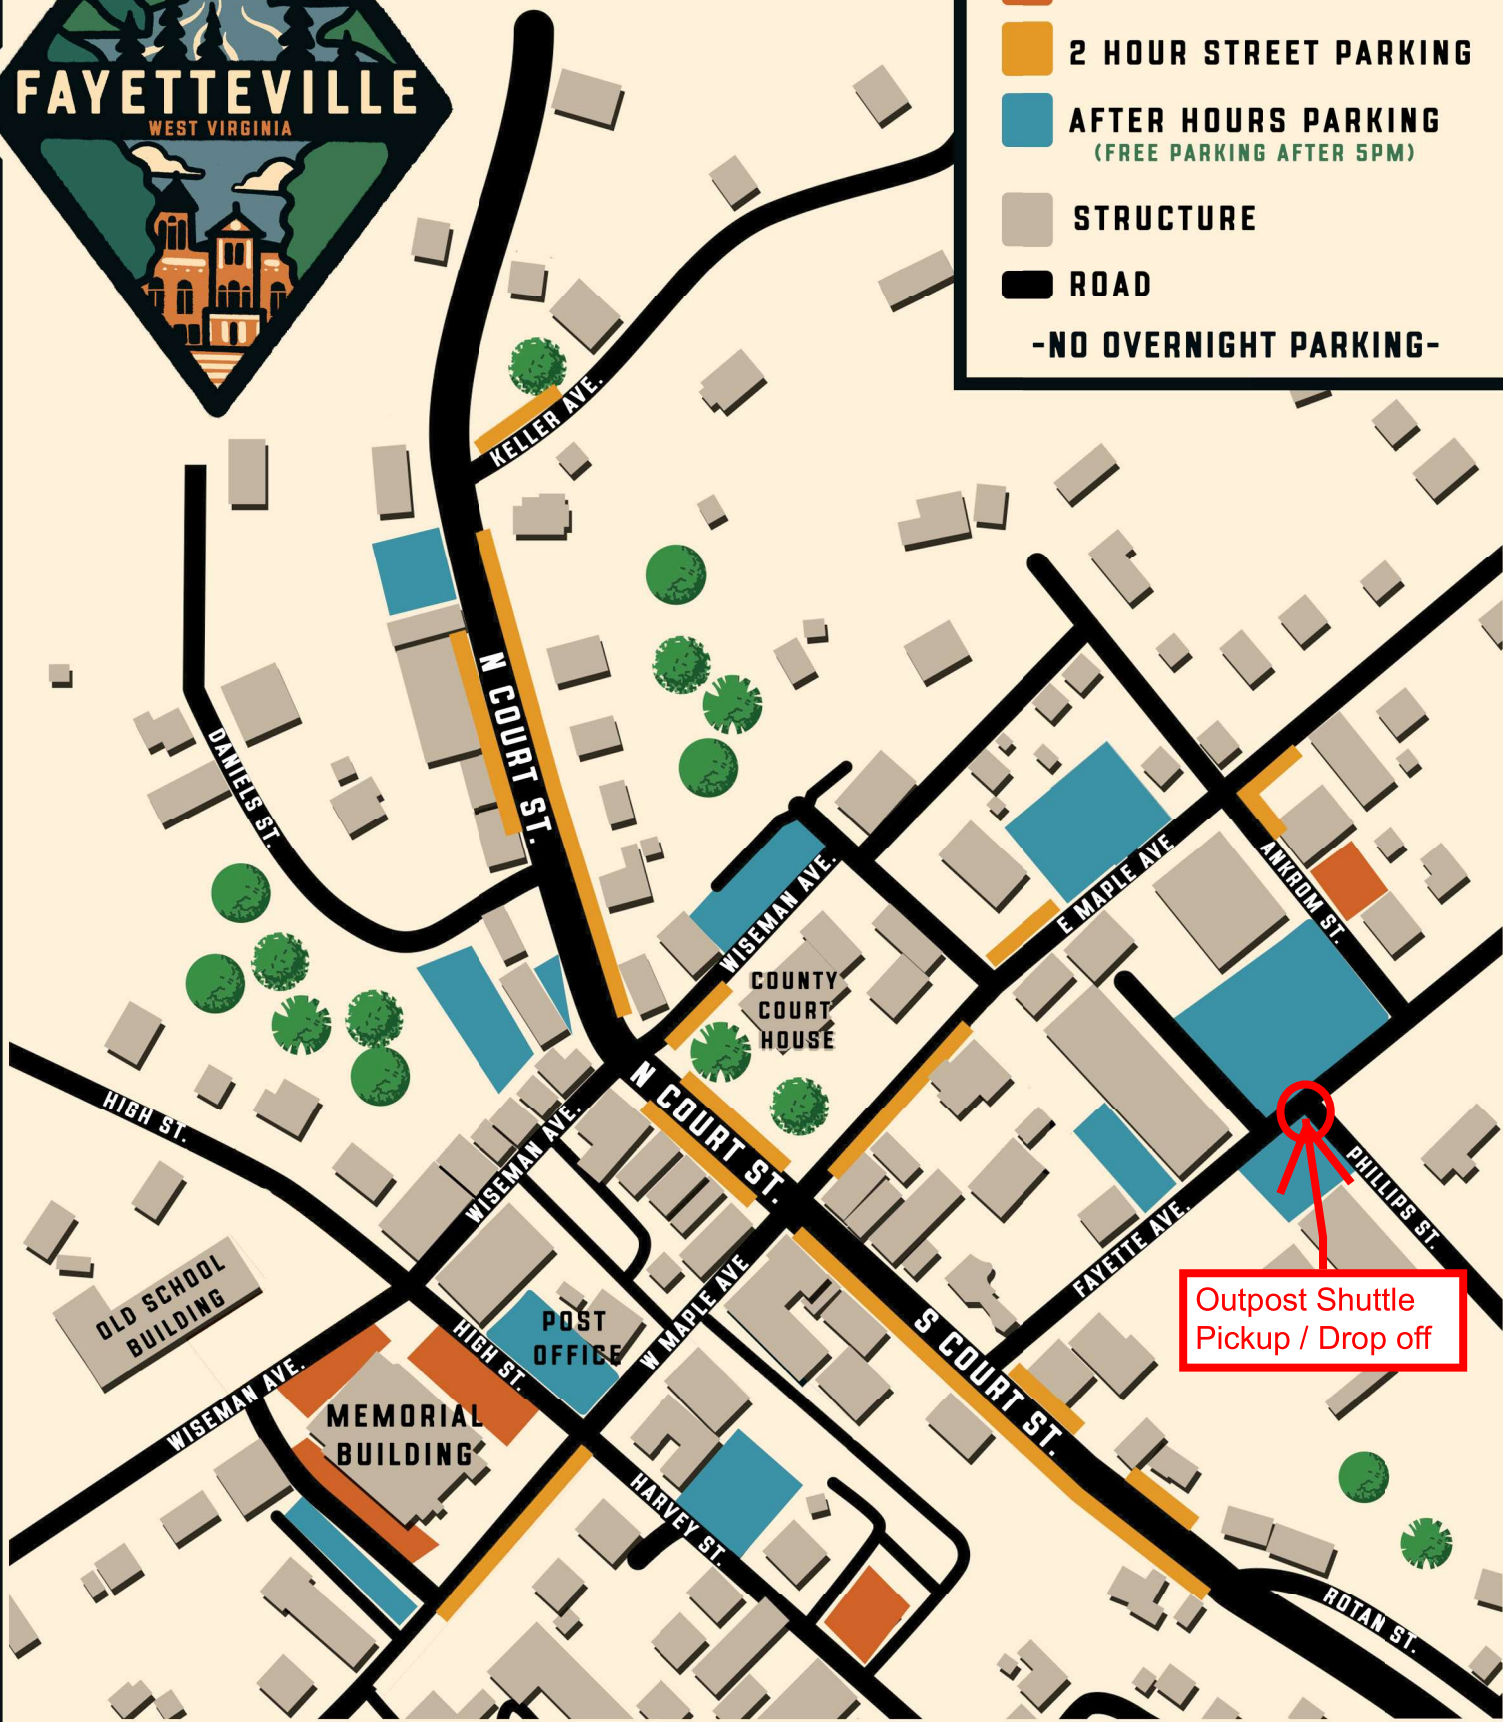 FAYETTEVILLE
WEST VIRGINIA
2 HOUR STREET PARKING
AFTER HOURS PARKING
(FREE PARKING AFTER 5PM)
STRUCTURE
ROAD
-NO OVERNIGHT PARKING-
KELLER AVE.
N COURT ST.
DANIELS ST.
WISEMAN AVE.
E MAPLE AVE
ANKROM ST.
COUNTY
COURT
HOUSE
N COURT ST.
HIGH ST.
WISEMAN AVE.
PHILLIPS ST.
FAYETTE AVE.
OLD SCHOOL
BUILDING
POST
OFFICE
W MAPLE AVE
S COURT ST.
Outpost Shuttle
Pickup / Drop off
HIGH ST.
WISEMAN AVE.
MEMORIAL
BUILDING
HARVEY ST.
ROTAN ST.